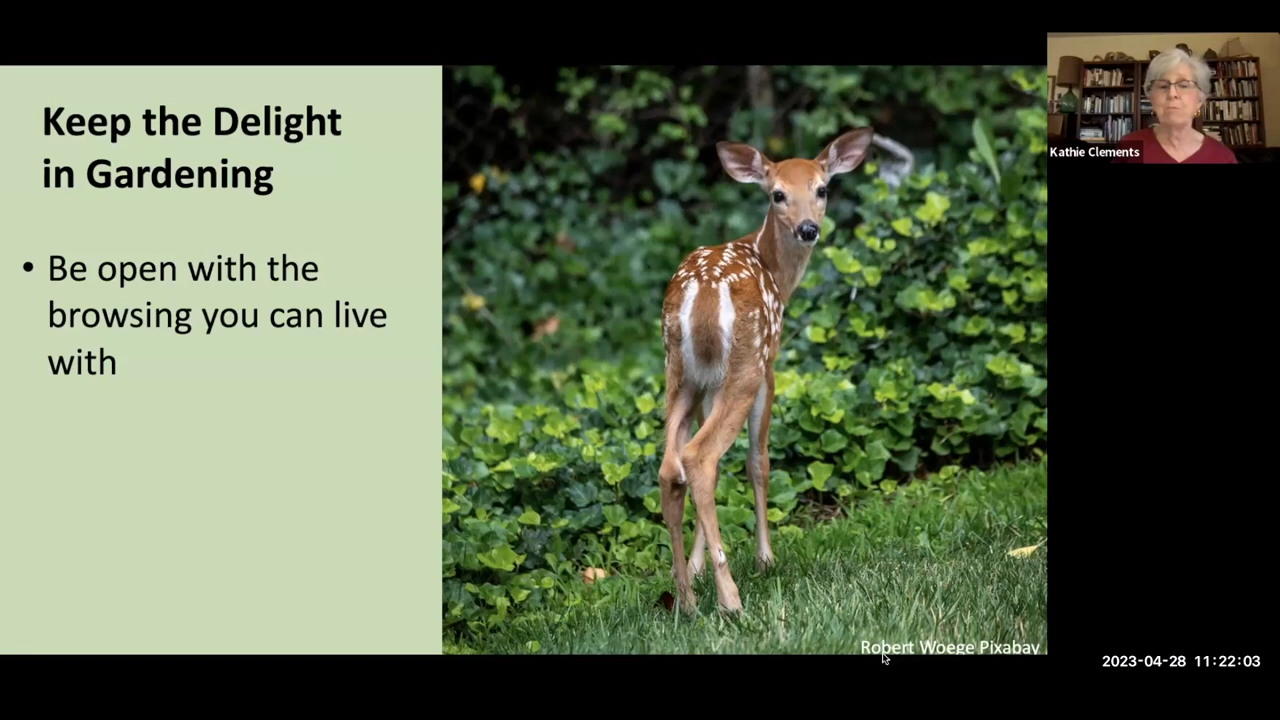 Keep the Delight
in Gardening
• Be open with the
browsing you can live
with
Robert Woege Pixabay
Kathie Clements
2023-04-28 11:22:03